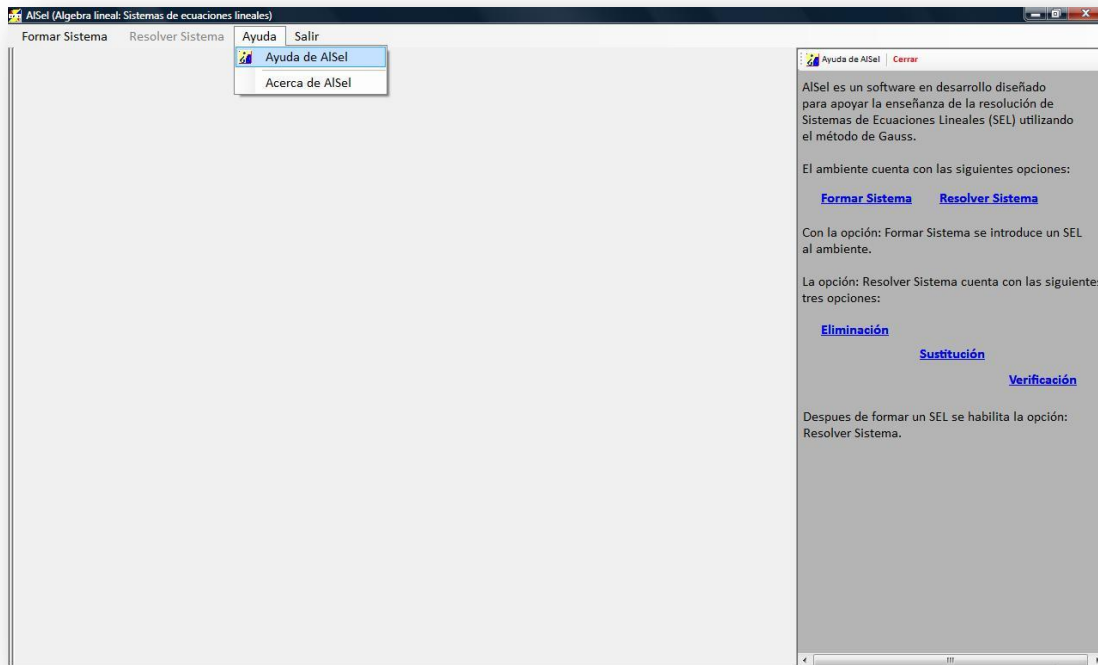 AlSel (Algebra lineal: Sistemas de ecuaciones lineales)
Formar Sistema Resolver Sistema Ayuda Salir
Ayuda de AlSel
Acerca de AlSel
Ayuda de AlSel Cerrar
AlSel es un software en desarrollo diseñado
para apoyar la enseñanza de la resolución de
Sistemas de Ecuaciones Lineales (SEL) utilizando
el método de Gauss.
El ambiente cuenta con las siguientes opciones:
Formar Sistema Resolver Sistema
Con la opción: Formar Sistema se introduce un SEL
al ambiente.
La opción: Resolver Sistema cuenta con las siguientes
tres opciones:
Eliminación
Sustitución
Verificación
Despues de formar un SEL se habilita la opción:
Resolver Sistema.